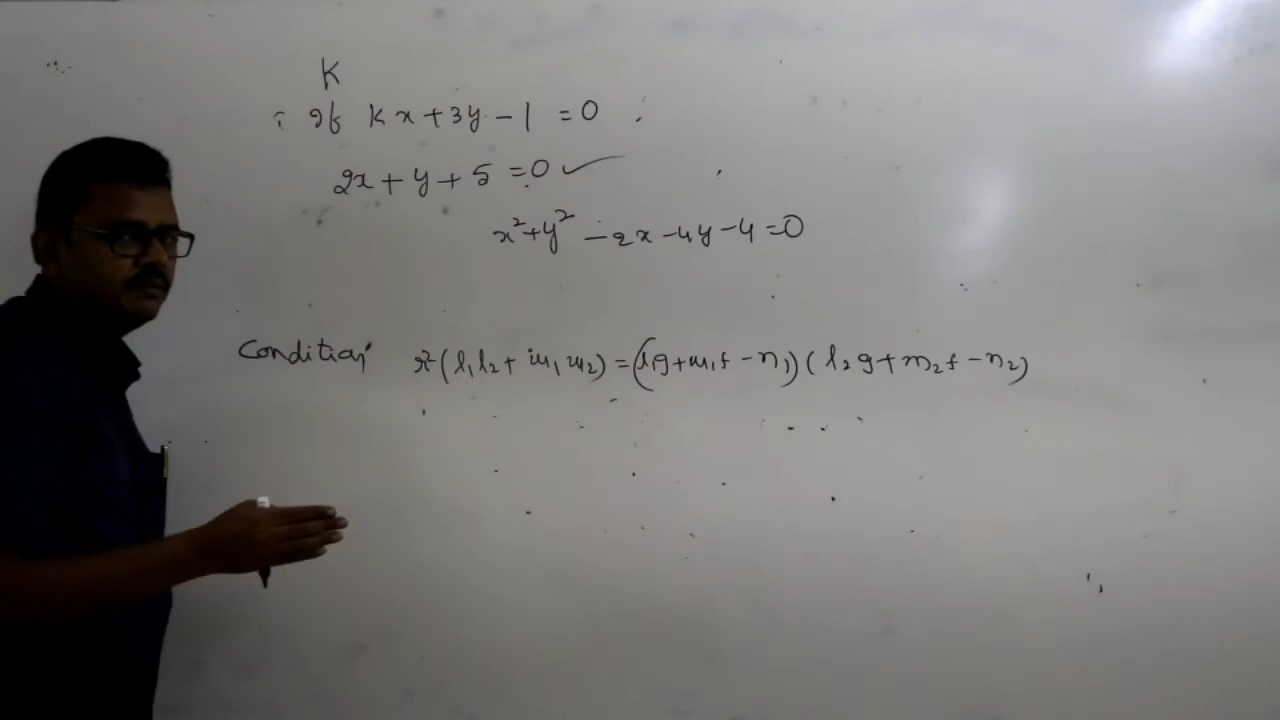 K
If Kx + 3y - 1 = 0
2x + y + 5 = 0 ✓
x² + y² - 2x - 4y - 4 = 0
Condition r²(l₁l₂ + m₁m₂) = (l₁g + m₁f - n₁)(l₂g + m₂f - n₂)